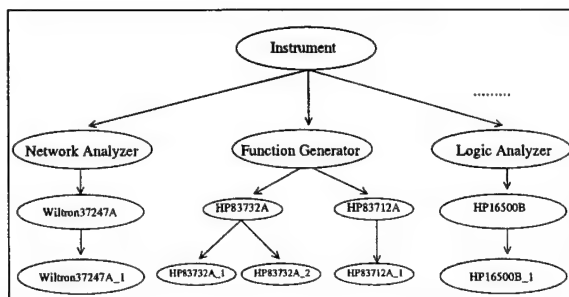 Instrument
..........
Network Analyzer
Function Generator
Logic Analyzer
Wiltron37247A
HP83732A
HP83712A
HP16500B
Wiltron37247A_1
HP83732A_1
HP83732A_2
HP83712A_1
HP16500B_1